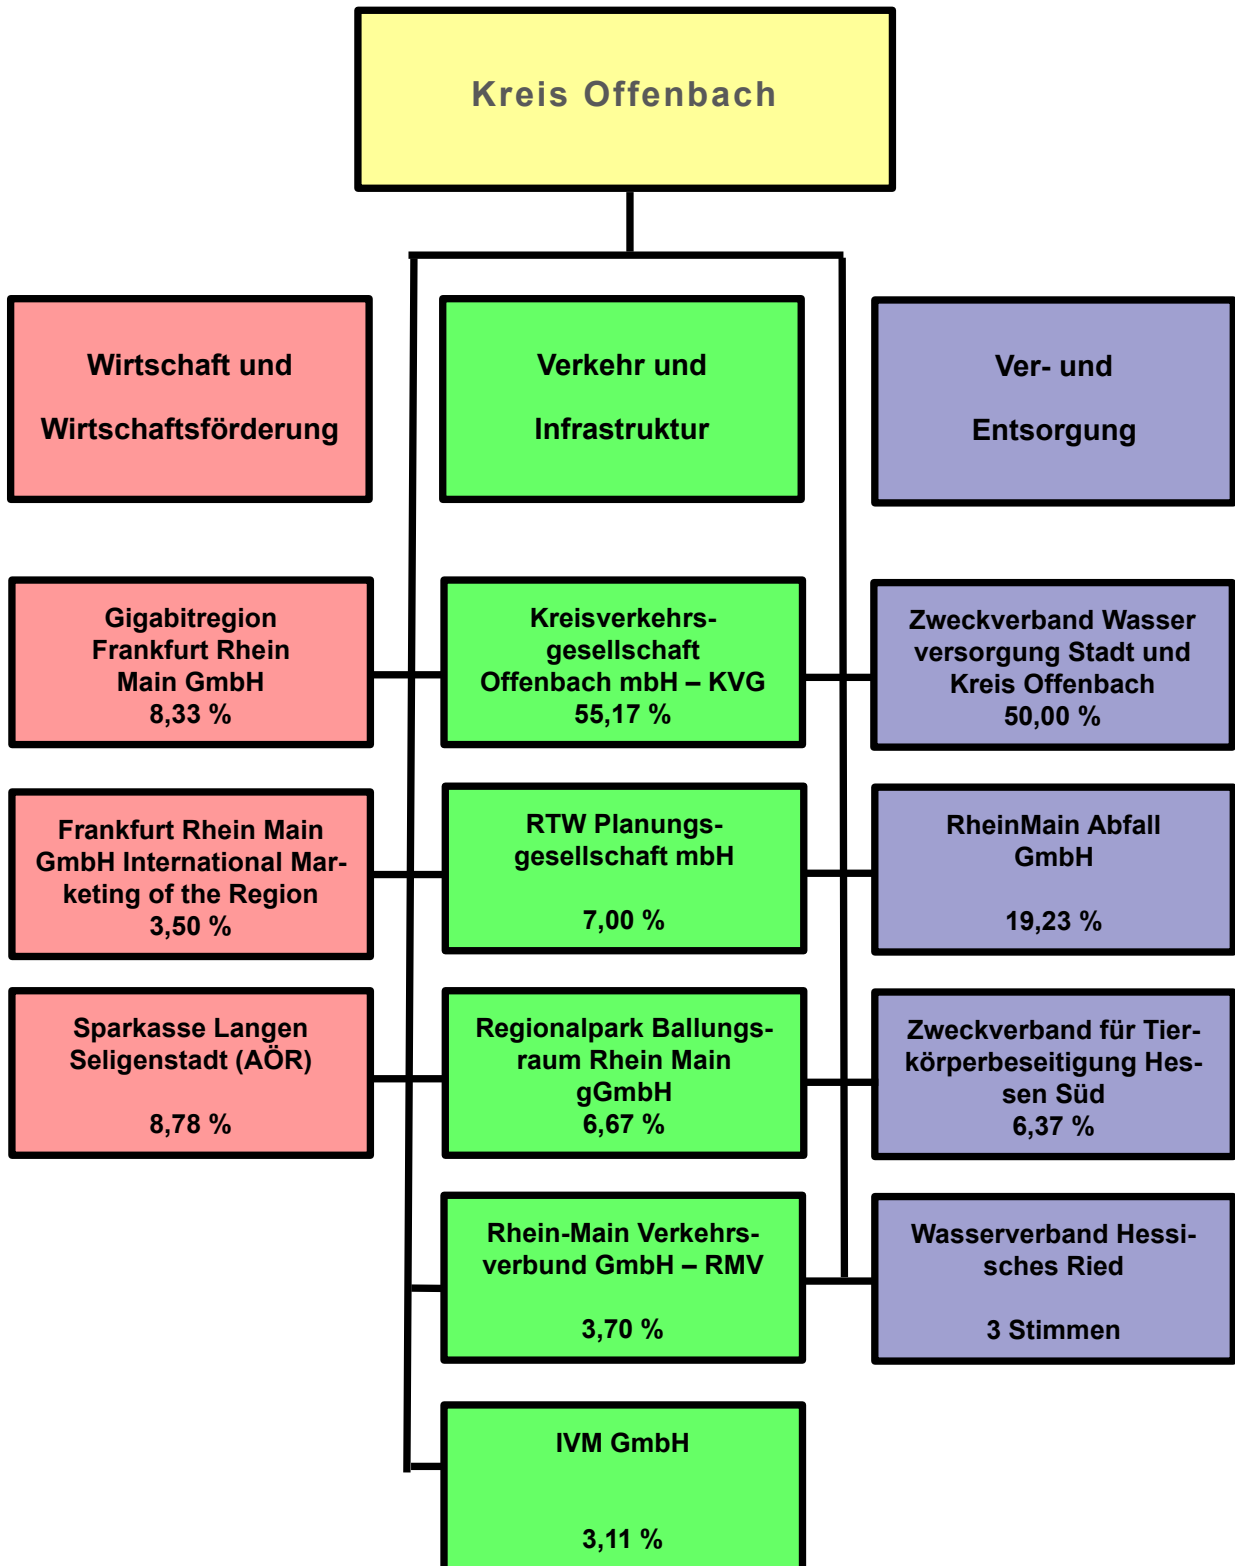 Kreis Offenbach
Wirtschaft und
Wirtschaftsförderung
Verkehr und
Infrastruktur
Ver- und
Entsorgung
Gigabitregion
Frankfurt Rhein
Main GmbH
8,33 %
Kreisverkehrs-
gesellschaft
Offenbach mbH – KVG
55,17 %
Zweckverband Wasser
versorgung Stadt und
Kreis Offenbach
50,00 %
Frankfurt Rhein Main
GmbH International Mar-
keting of the Region
3,50 %
RTW Planungs-
gesellschaft mbH
7,00 %
RheinMain Abfall
GmbH
19,23 %
Sparkasse Langen
Seligenstadt (AÖR)
8,78 %
Regionalpark Ballungs-
raum Rhein Main
gGmbH
6,67 %
Zweckverband für Tier-
körperbeseitigung Hes-
sen Süd
6,37 %
Rhein-Main Verkehrs-
verbund GmbH – RMV
3,70 %
Wasserverband Hessi-
sches Ried
3 Stimmen
IVM GmbH
3,11 %